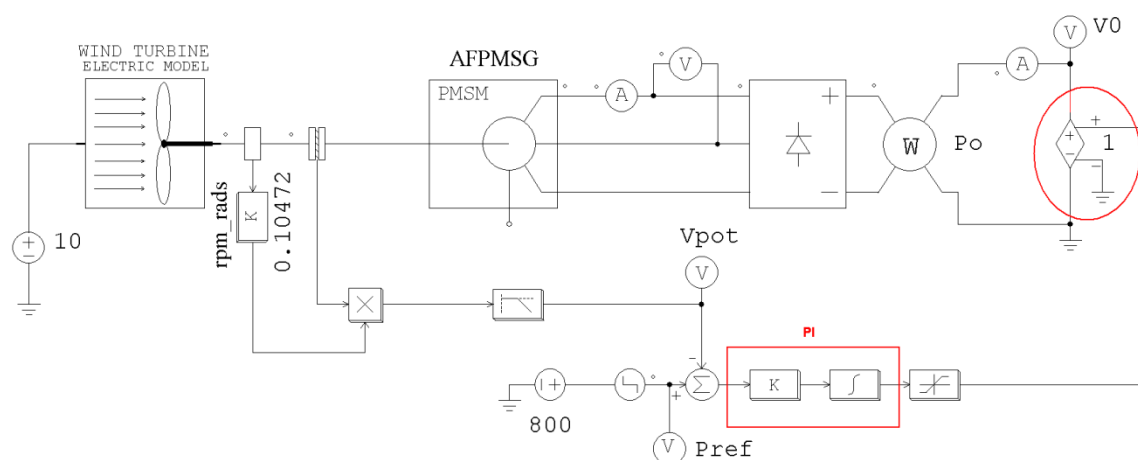 WIND TURBINE
ELECTRIC MODEL
AFPMSG
PMSM
A
V
V0
V
A
+
−
W
Po
+
−
+
1
−
10
rpm_rads
K
0.10472
Vpot
V
PI
−
Σ
+
K
∫
800
V
Pref